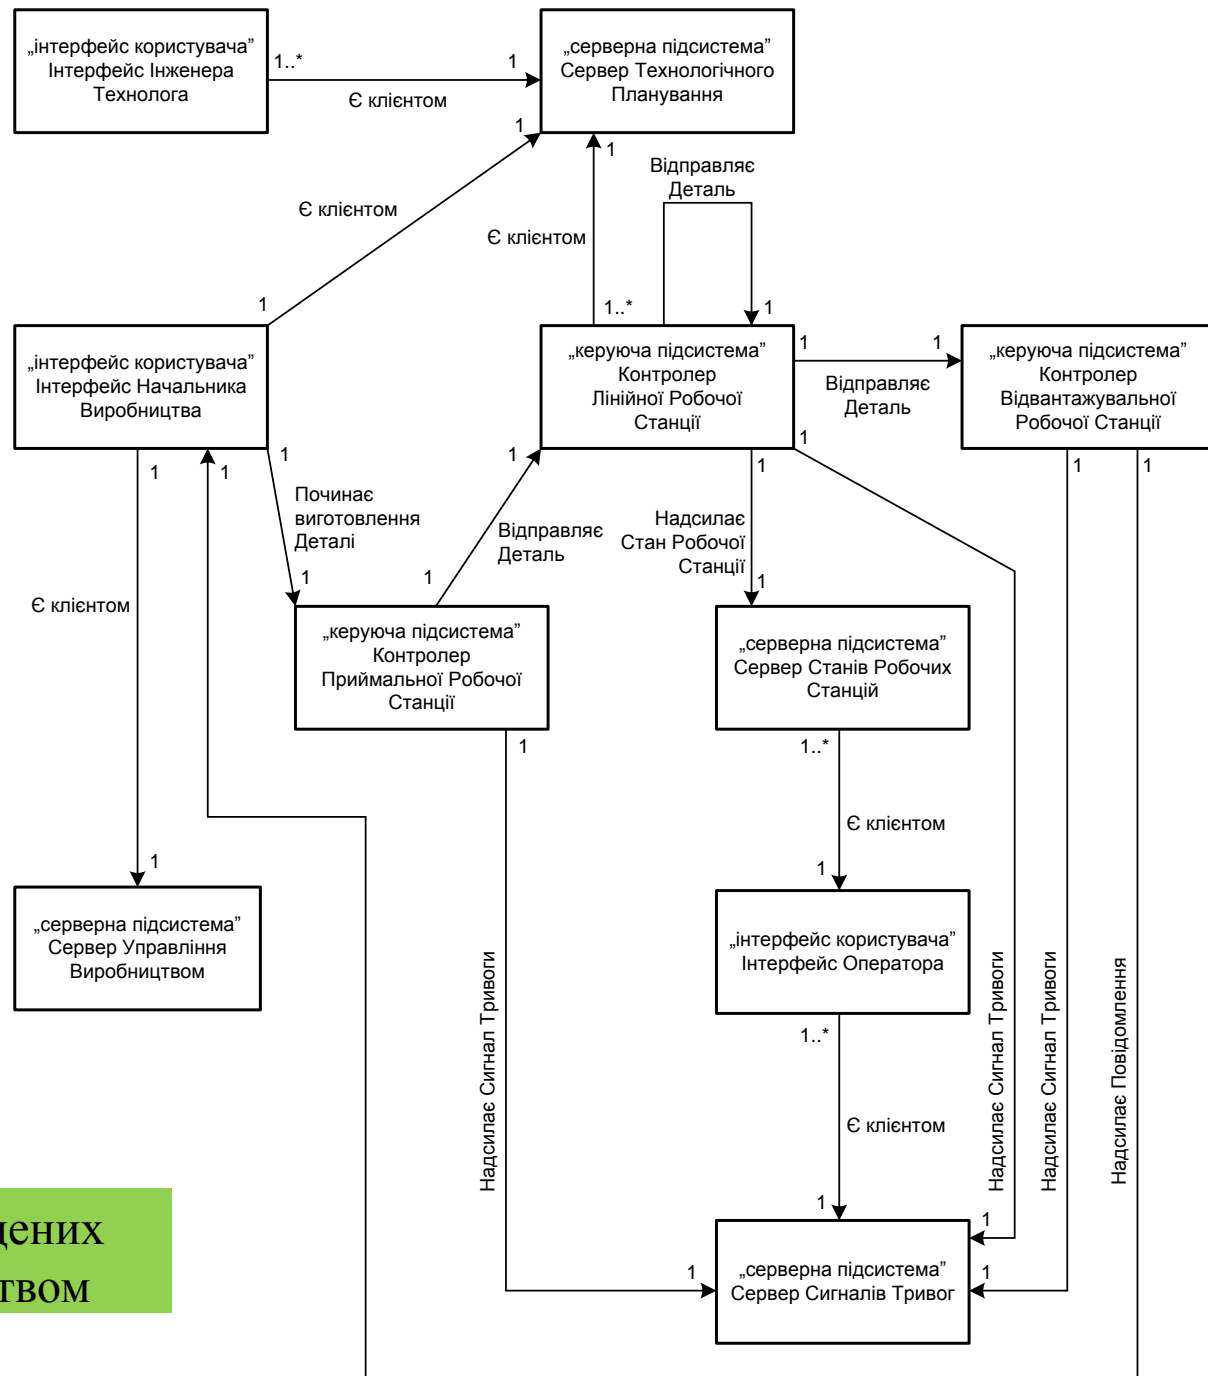 „інтерфейс користувача”
Інтерфейс Інженера
Технолога
1..*
1
Є клієнтом
„серверна підсистема”
Сервер Технологічного
Планування
1
1
Відправляє
Деталь
Є клієнтом
Є клієнтом
1
1..*
1
„інтерфейс користувача”
Інтерфейс Начальника
Виробництва
„керуюча підсистема”
Контролер
Лінійної Робочої
Станції
1
1
Відправляє
Деталь
„керуюча підсистема”
Контролер
Відвантажувальної
Робочої Станції
1
1
1
1
1
1
1
1
Починає
виготовлення
Деталі
Відправляє
Деталь
Надсилає
Стан Робочої
Станції
1
1
1
Є клієнтом
„керуюча підсистема”
Контролер
Приймальної Робочої
Станції
„серверна підсистема”
Сервер Станів Робочих
Станцій
1
1..*
Є клієнтом
1
1
„серверна підсистема”
Сервер Управління
Виробництвом
„інтерфейс користувача”
Інтерфейс Оператора
Надсилає Сигнал Тривоги
Надсилає Сигнал Тривоги
Надсилає Сигнал Тривоги
Надсилає Повідомлення
1..*
Є клієнтом
1
1
1
1
„серверна підсистема”
Сервер Сигналів Тривог
цених
твом